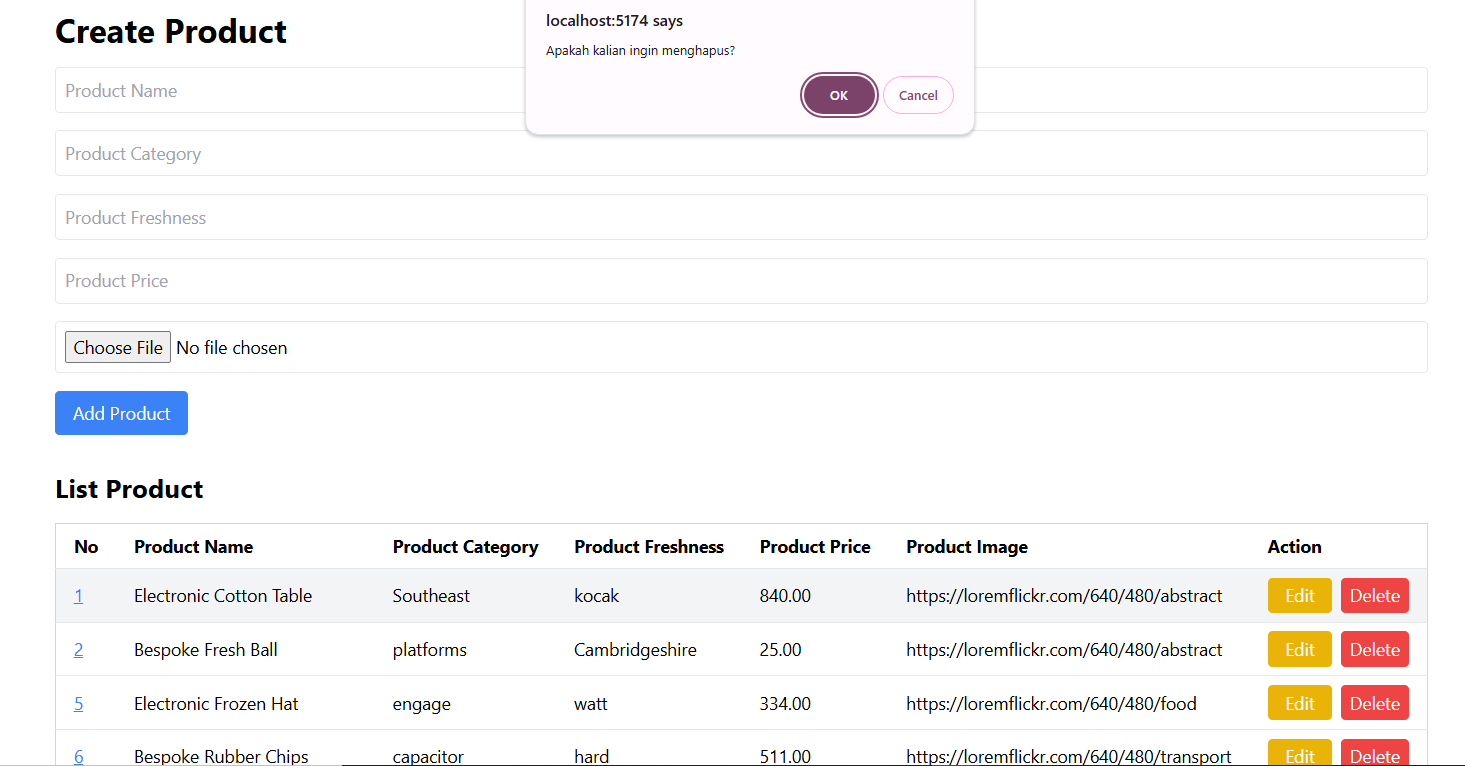 Create Product
localhost:5174 says
Apakah kalian ingin menghapus?
OK Cancel
Product Name
Product Category
Product Freshness
Product Price
Choose File No file chosen
Add Product
List Product
No Product Name Product Category Product Freshness Product Price Product Image Action
1 Electronic Cotton Table Southeast kocak 840.00 https://loremflickr.com/640/480/abstract Edit Delete
2 Bespoke Fresh Ball platforms Cambridgeshire 25.00 https://loremflickr.com/640/480/abstract Edit Delete
5 Electronic Frozen Hat engage watt 334.00 https://loremflickr.com/640/480/food Edit Delete
6 Bespoke Rubber Chips capacitor hard 511.00 https://loremflickr.com/640/480/transport Edit Delete